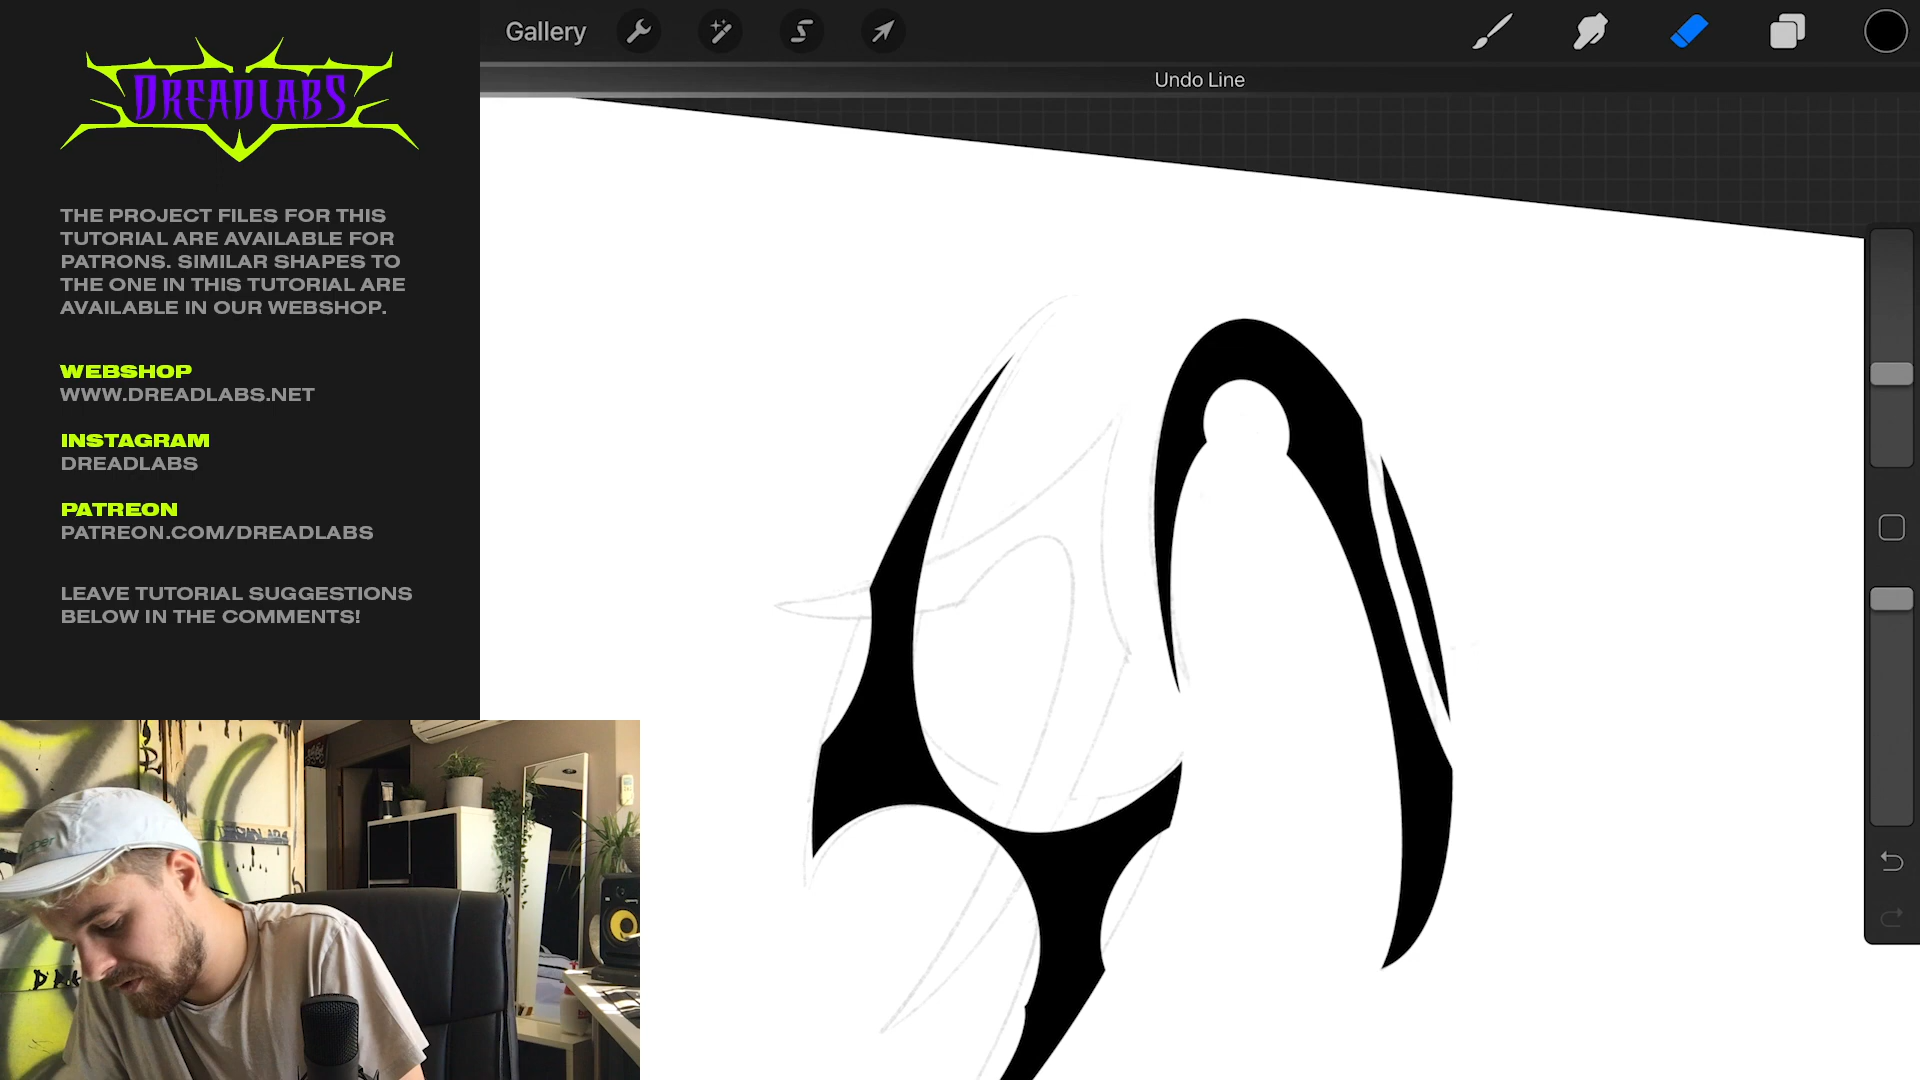 DREADLABS
THE PROJECT FILES FOR THIS
TUTORIAL ARE AVAILABLE FOR
PATRONS. SIMILAR SHAPES TO
THE ONE IN THIS TUTORIAL ARE
AVAILABLE IN OUR WEBSHOP.
WEBSHOP
WWW.DREADLABS.NET
INSTAGRAM
DREADLABS
PATREON
PATREON.COM/DREADLABS
LEAVE TUTORIAL SUGGESTIONS
BELOW IN THE COMMENTS!
Gallery
Undo Line